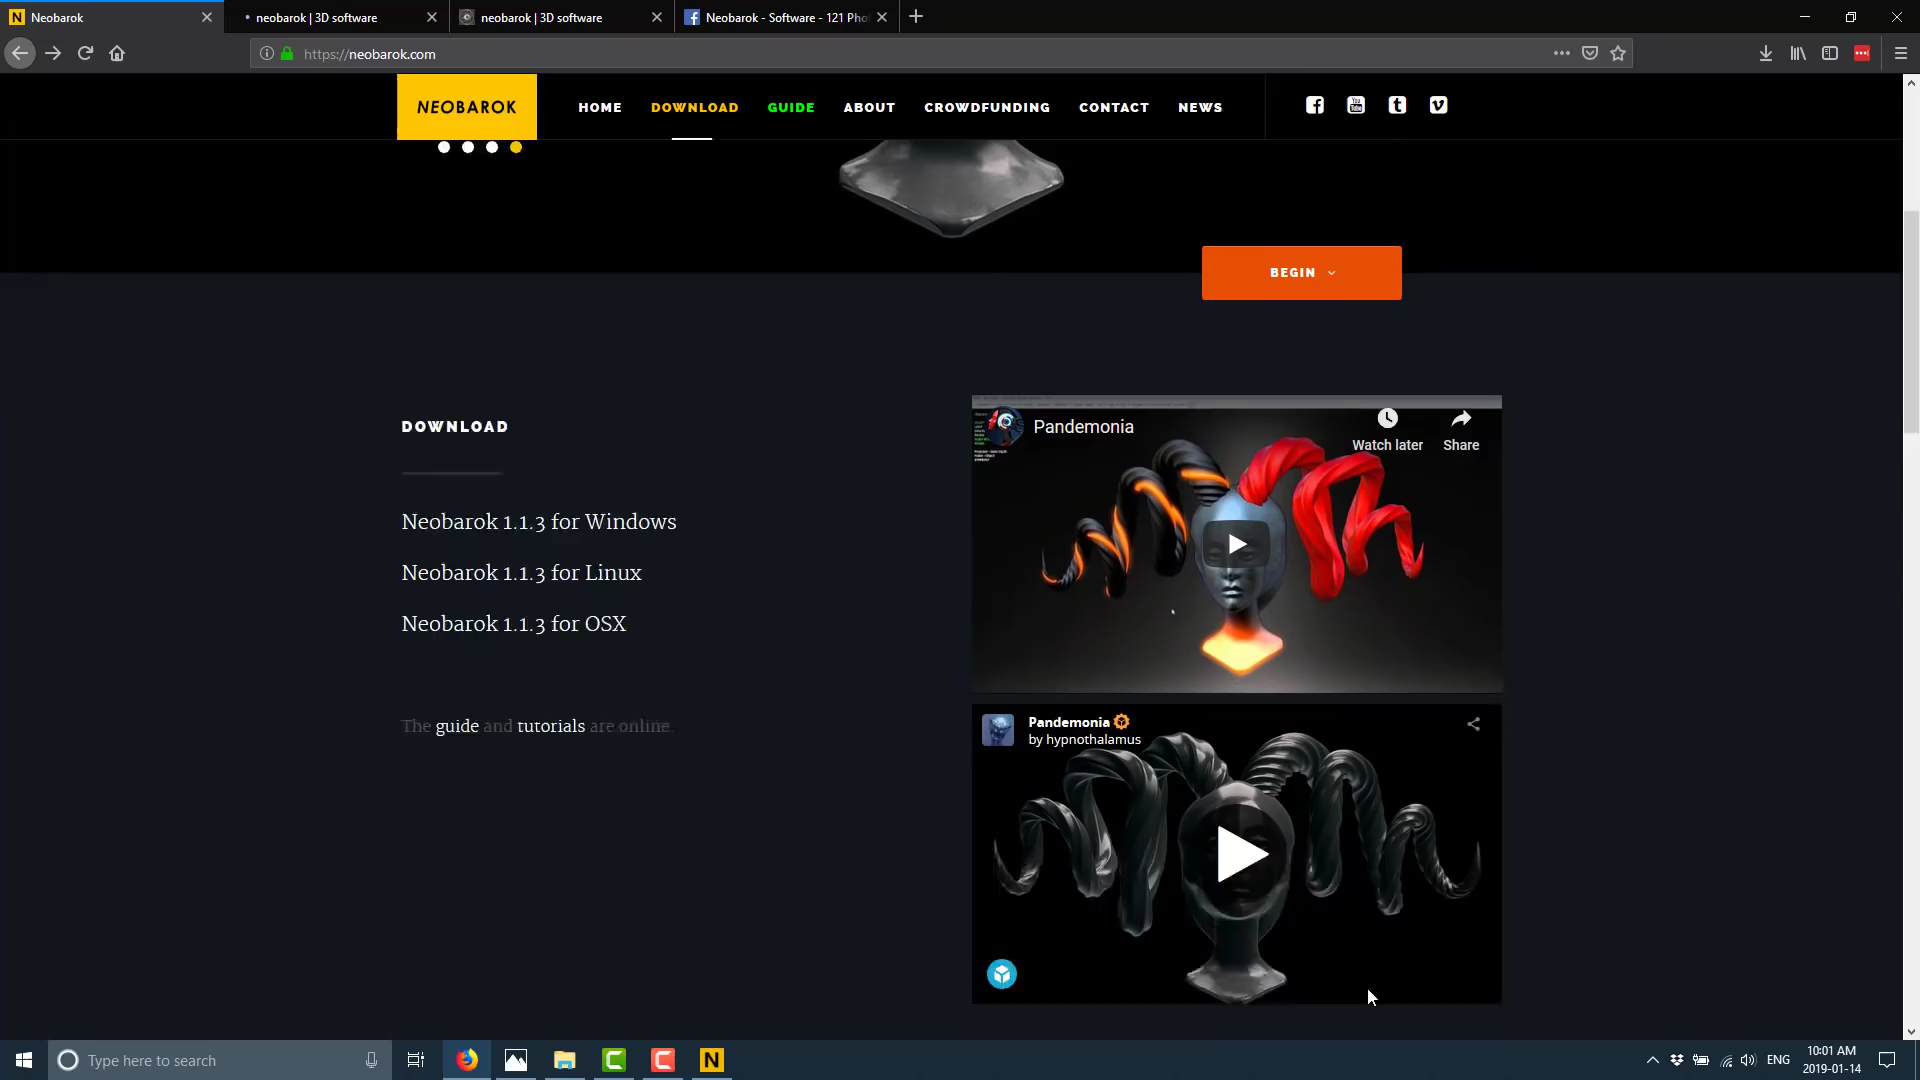 Neobarok
neobarok | 3D software
neobarok | 3D software
Neobarok - Software - 121 Pho
https://neobarok.com
NEOBAROK
HOME
DOWNLOAD
GUIDE
ABOUT
CROWDFUNDING
CONTACT
NEWS
BEGIN
DOWNLOAD
Neobarok 1.1.3 for Windows
Neobarok 1.1.3 for Linux
Neobarok 1.1.3 for OSX
The guide and tutorials are online.
Pandemonia
Watch later
Share
Pandemonia
by hypnothalamus
Type here to search
ENG
10:01 AM
2019-01-14